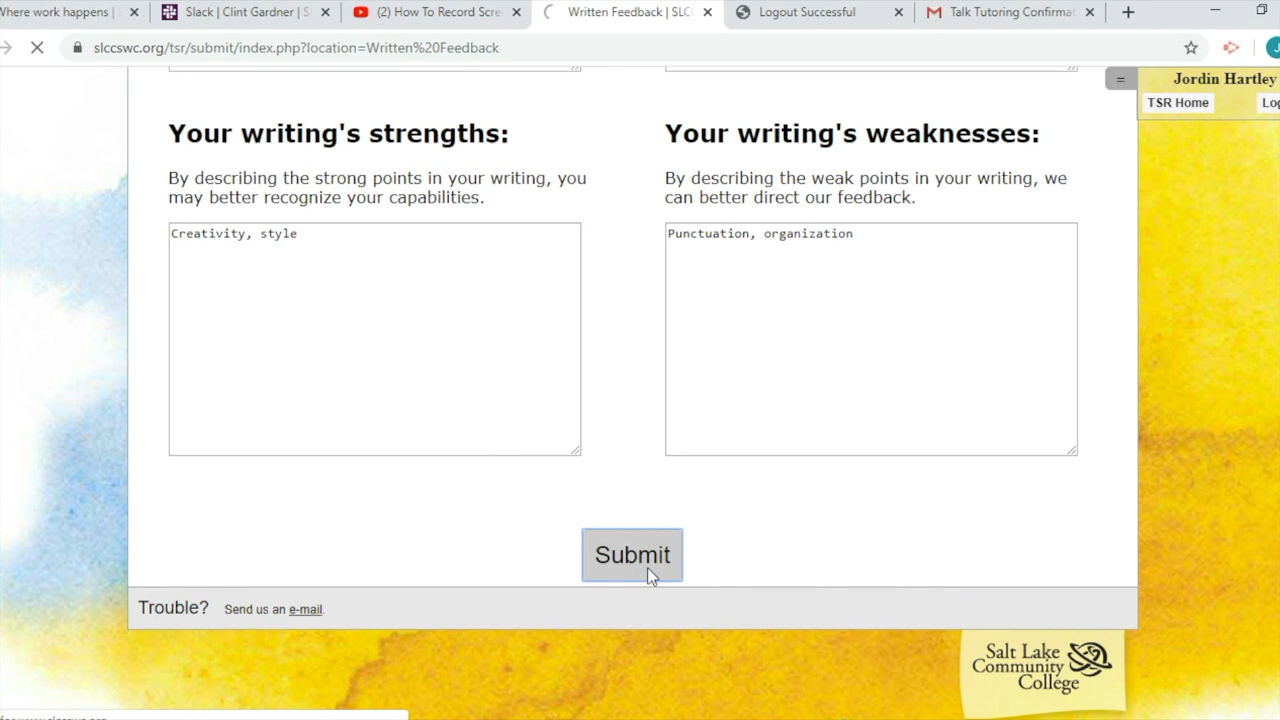 Where work happens |
Slack | Clint Gardner | S
(2) How To Record Scre
Written Feedback | SLCC
Logout Successful
Talk Tutoring Confirmat
slccswc.org/tsr/submit/index.php?location=Written%20Feedback
=
Jordin Hartley
TSR Home
Log
Your writing's strengths:
By describing the strong points in your writing, you
may better recognize your capabilities.
Creativity, style
Your writing's weaknesses:
By describing the weak points in your writing, we
can better direct our feedback.
Punctuation, organization
Submit
Trouble? Send us an e-mail.
Salt Lake
Community
College